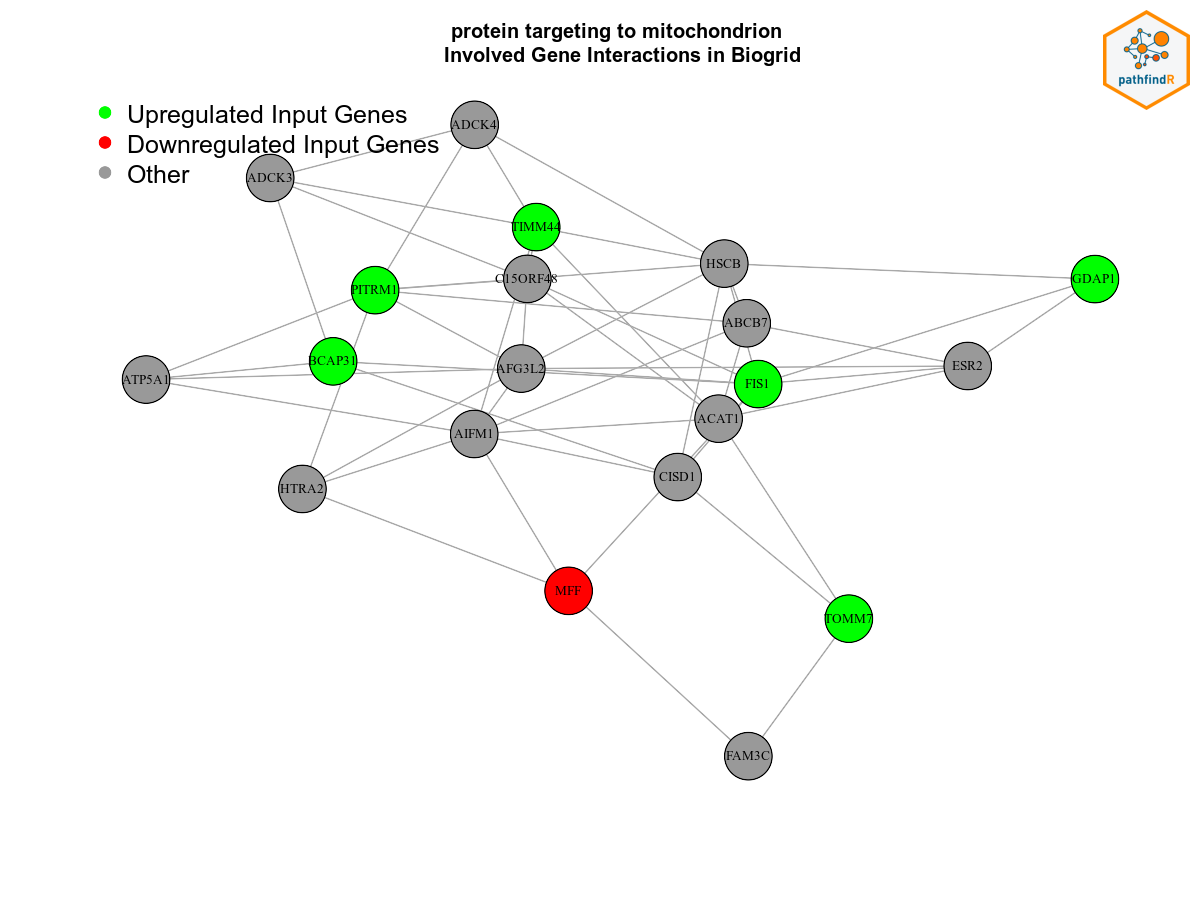 protein targeting to mitochondrion
Involved Gene Interactions in Biogrid
pathfindR
Upregulated Input Genes
Downregulated Input Genes
Other
ADCK4
ADCK3
TIMM44
HSCB
C15ORF48
GDAP1
PITRM1
ABCB7
BCAP31
ESR2
AFG3L2
ATP5A1
FIS1
ACAT1
AIFM1
CISD1
HTRA2
MFF
TOMM7
FAM3C